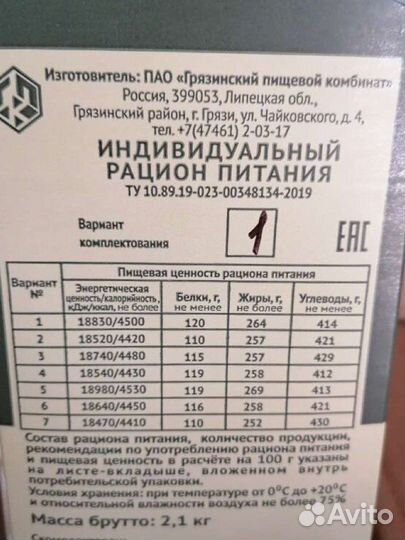 Изготовитель: ПАО «Грязинский пищевой комбинат»
Россия, 399053, Липецкая обл.,
Грязинский район, г. Грязи, ул. Чайковского, д. 4,
тел. +7(47461) 2-03-17
ИНДИВИДУАЛЬНЫЙ
РАЦИОН ПИТАНИЯ
ТУ 10.89.19-023-00348134-2019
Вариант комплектования 1 ЕАС
Пищевая ценность рациона питания
Вариант № Энергетическая ценность/калорийность, кДж/ккал, не более Белки, г, не менее Жиры, г, не более Углеводы, г, не менее
1 18830/4500 120 264 414
2 18520/4420 110 257 421
3 18740/4480 115 257 429
4 18540/4430 119 258 412
5 18980/4530 119 269 413
6 18640/4450 116 258 421
7 18470/4410 110 252 430
Состав рациона питания, количество продукции,
рекомендации по употреблению рациона питания
и пищевая ценность в расчёте на 100 г указаны
на листе-вкладыше, вложенном внутрь
потребительской упаковки.
Условия хранения: при температуре от 0°С до +20°С
и относительной влажности воздуха не более 75%
Масса брутто: 2,1 кг
Avito